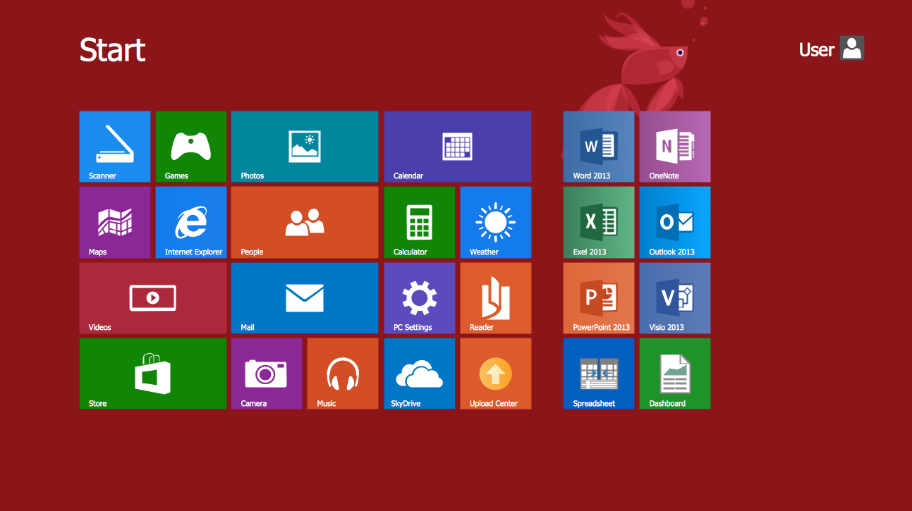 Start
User
Scanner
Games
Photos
Calendar
W
Word 2013
N
OneNote
Maps
Internet Explorer
People
Calculator
Weather
X
Exel 2013
O
Outlook 2013
Videos
Mail
PC Settings
Reader
P
PowerPoint 2013
V
Visio 2013
Store
Camera
Music
SkyDrive
Upload Center
Spreadsheet
Dashboard